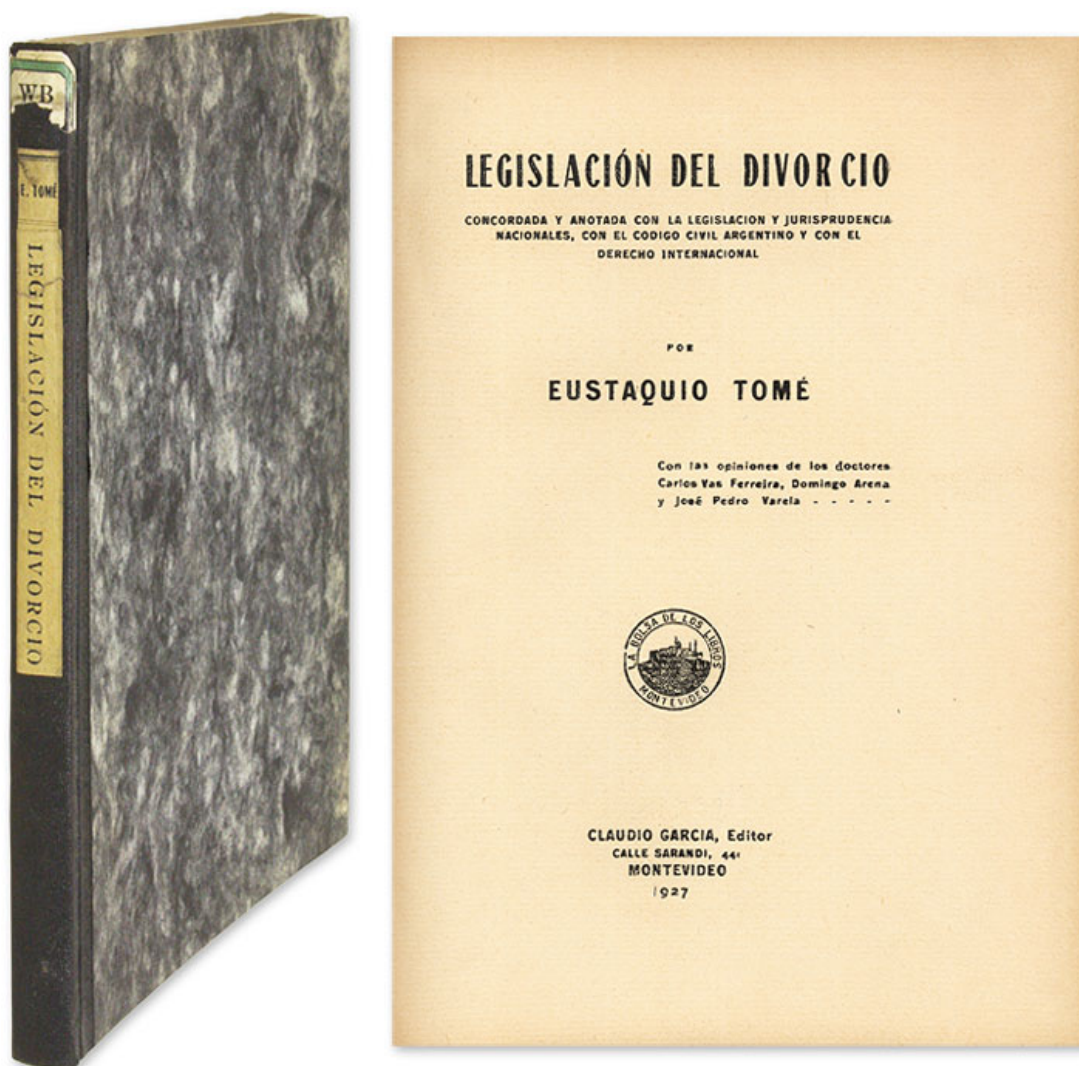 WB
E. TOMÉ
LEGISLACIÓN DEL DIVORCIO
LEGISLACIÓN DEL DIVORCIO
CONCORDADA Y ANOTADA CON LA LEGISLACION Y JURISPRUDENCIA
NACIONALES, CON EL CODIGO CIVIL ARGENTINO Y CON EL
DERECHO INTERNACIONAL
POR
EUSTAQUIO TOMÉ
Con las opiniones de los doctores
Carlos Vas Ferreira, Domingo Arena
y José Pedro Varela - - - - -
LA BOLSA DE LOS LIBROS
MONTEVIDEO
CLAUDIO GARCIA, Editor
CALLE SARANDI, 441
MONTEVIDEO
1927